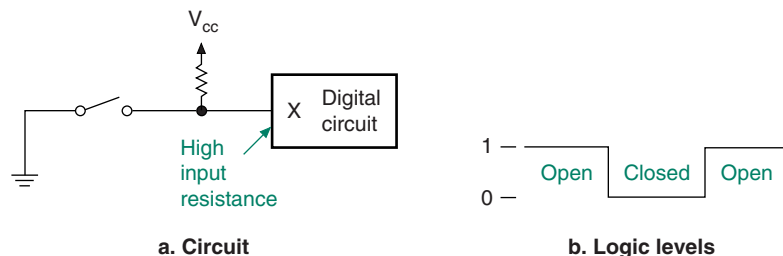 Vcc
X Digital
circuit
High
input
resistance
a. Circuit
1
Open Closed Open
0
b. Logic levels